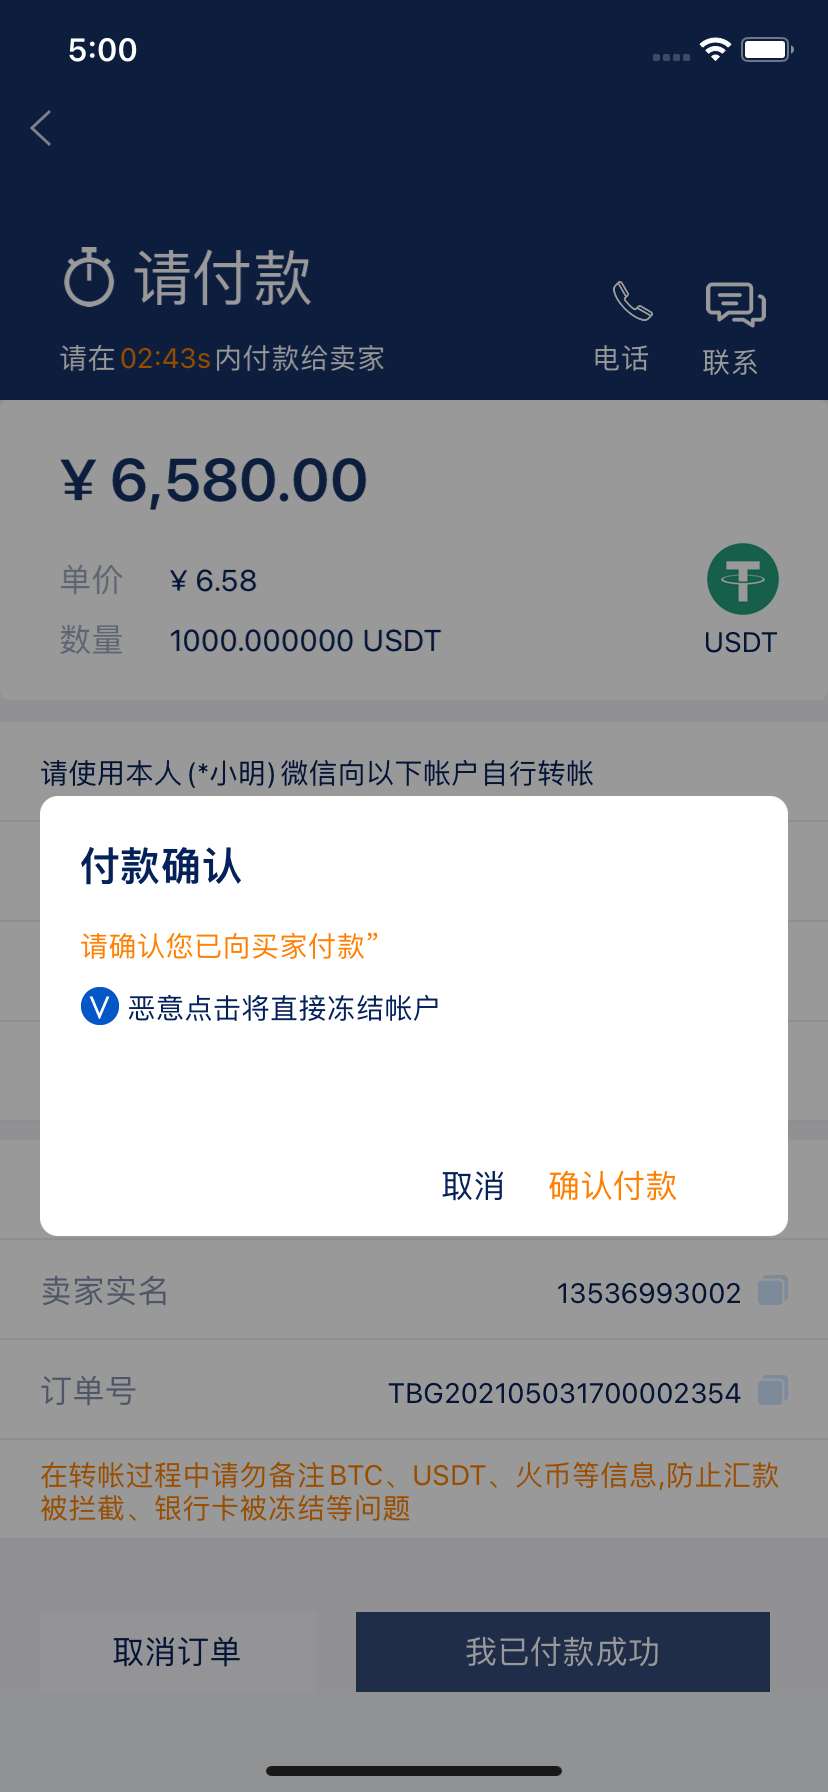 5:00
请付款
请在02:43s内付款给卖家
电话
联系
¥ 6,580.00
单价 ¥ 6.58
数量 1000.000000 USDT
USDT
请使用本人(*小明)微信向以下帐户自行转帐
付款确认
请确认您已向买家付款”
恶意点击将直接冻结帐户
取消 确认付款
卖家实名 13536993002
订单号 TBG202105031700002354
在转帐过程中请勿备注BTC、USDT、火币等信息,防止汇款
被拦截、银行卡被冻结等问题
取消订单 我已付款成功